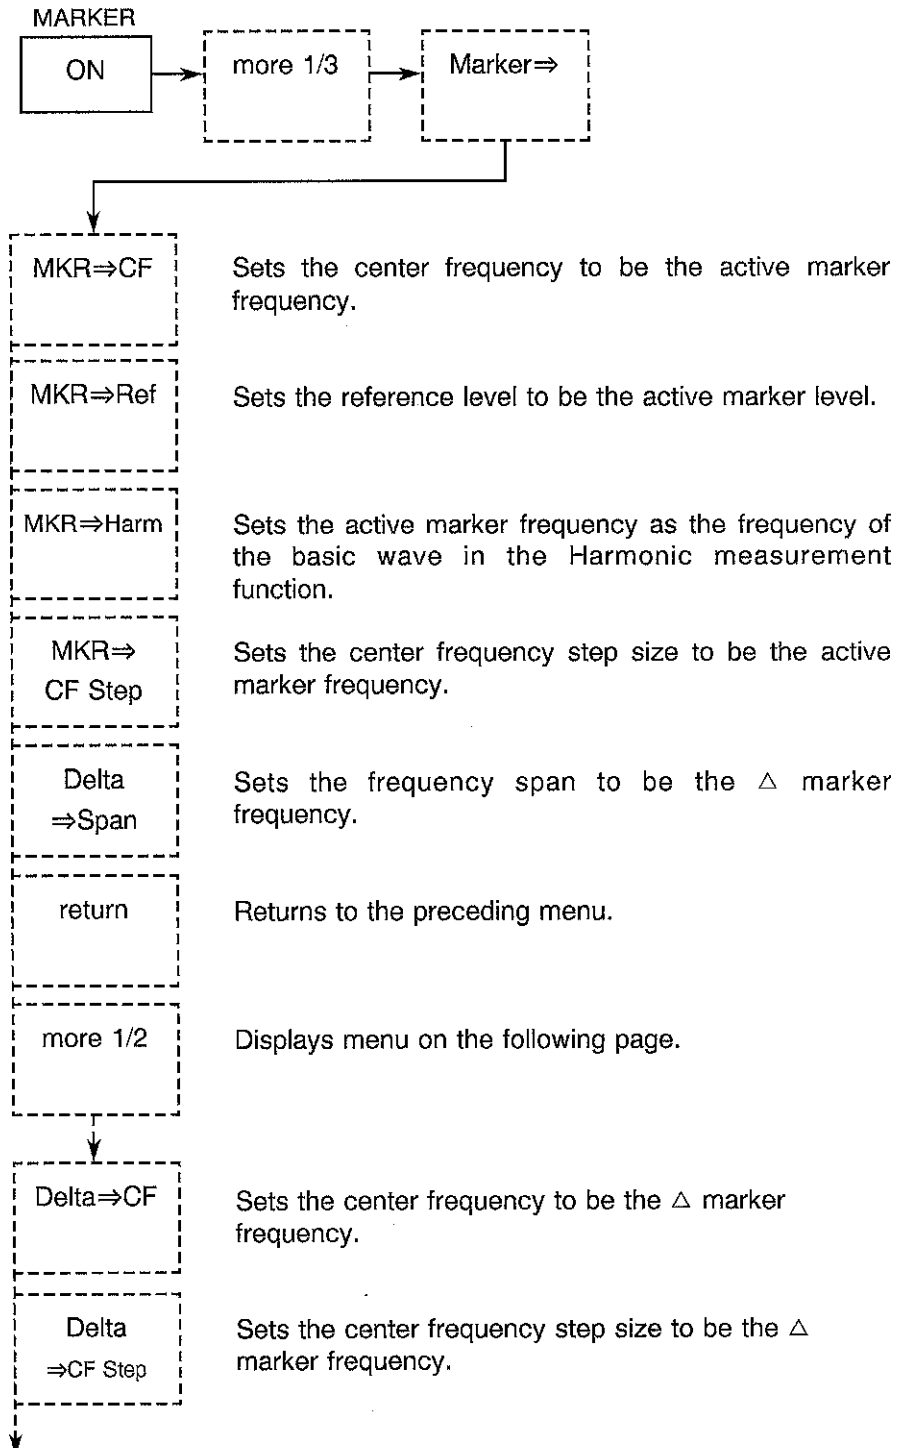 MARKER
ON
more 1/3
Marker⇒
MKR⇒CF
Sets the center frequency to be the active marker
frequency.
MKR⇒Ref
Sets the reference level to be the active marker level.
MKR⇒Harm
Sets the active marker frequency as the frequency of
the basic wave in the Harmonic measurement
function.
MKR⇒
CF Step
Sets the center frequency step size to be the active
marker frequency.
Delta
⇒Span
Sets the frequency span to be the △ marker
frequency.
return
Returns to the preceding menu.
more 1/2
Displays menu on the following page.
Delta⇒CF
Sets the center frequency to be the △ marker
frequency.
Delta
⇒CF Step
Sets the center frequency step size to be the △
marker frequency.